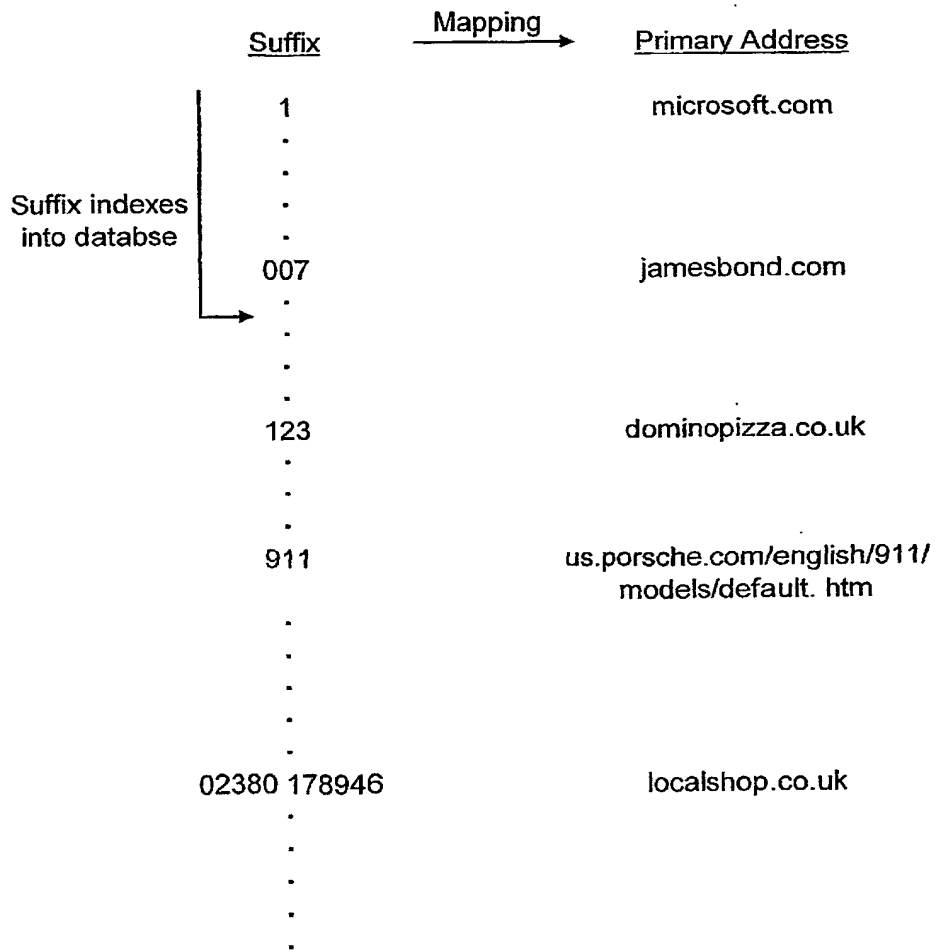 Suffix
Mapping
Primary Address
1
microsoft.com
Suffix indexes
into databse
007
jamesbond.com
123
dominopizza.co.uk
911
us.porsche.com/english/911/
models/default. htm
02380 178946
localshop.co.uk